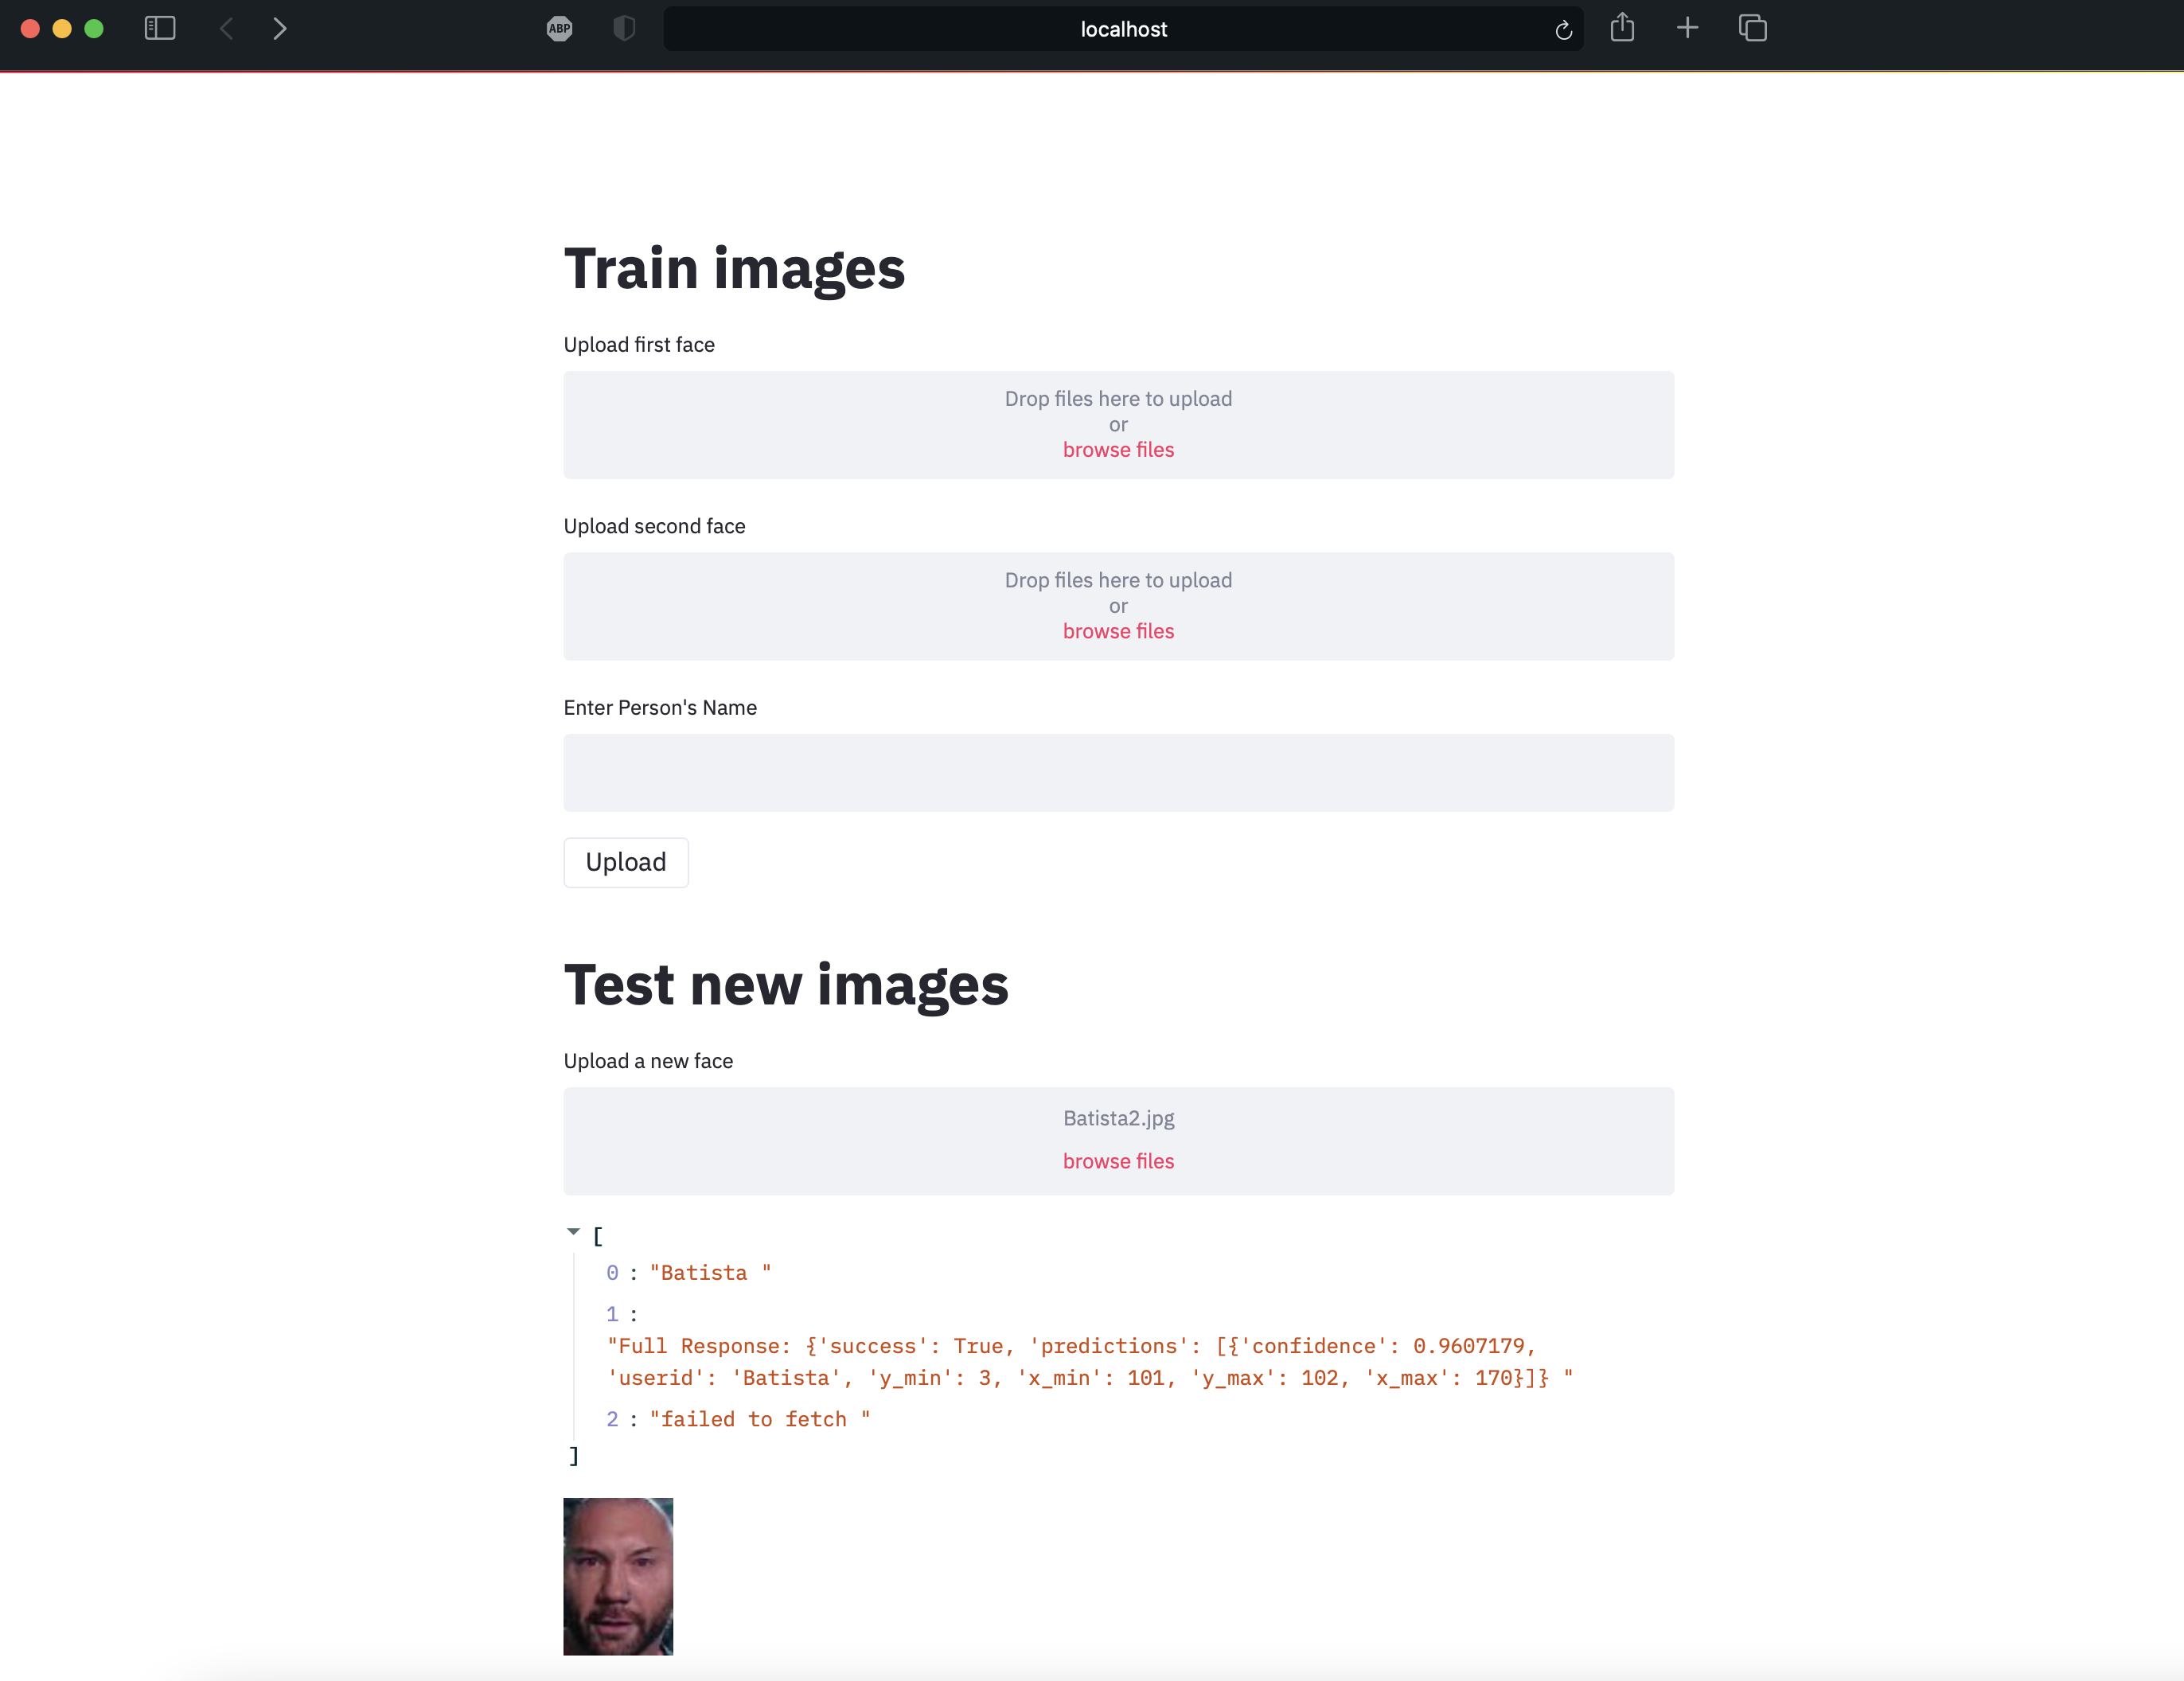 ABP
localhost
Train images
Upload first face
Drop files here to upload
or
browse files
Upload second face
Drop files here to upload
or
browse files
Enter Person's Name
Upload
Test new images
Upload a new face
Batista2.jpg
browse files
[
0 : "Batista "
1 :
"Full Response: {'success': True, 'predictions': [{'confidence': 0.9607179,
'userid': 'Batista', 'y_min': 3, 'x_min': 101, 'y_max': 102, 'x_max': 170}]} "
2 : "failed to fetch "
]